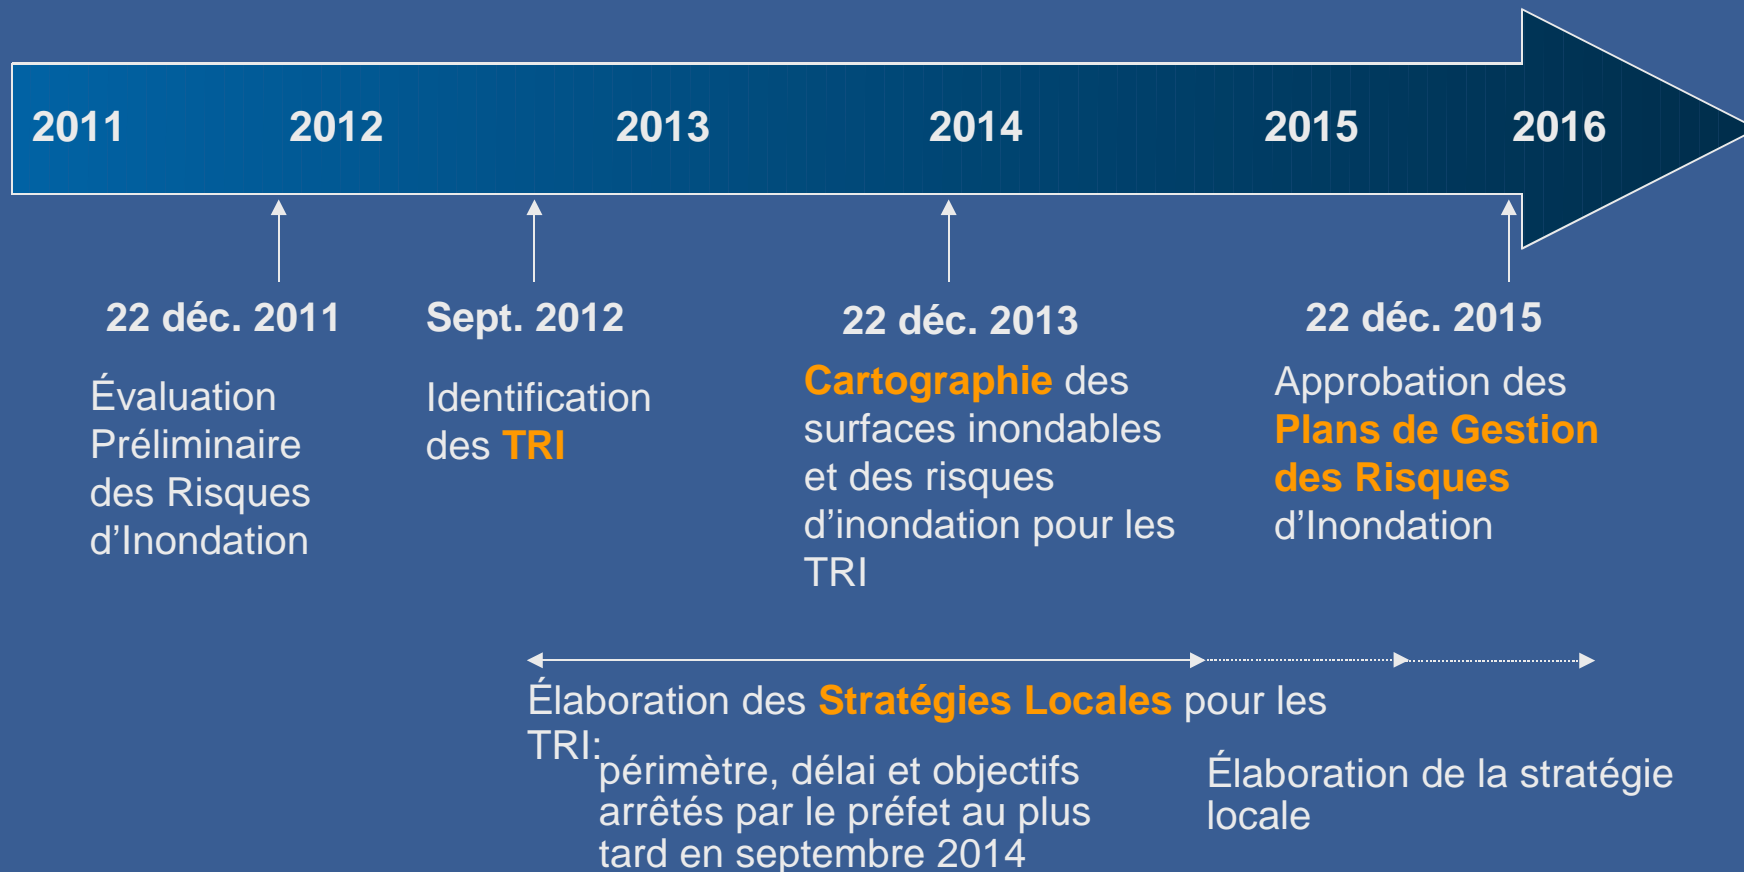 2011 2012 2013 2014 2015 2016
22 déc. 2011
Évaluation
Préliminaire
des Risques
d’Inondation
Sept. 2012
Identification
des TRI
22 déc. 2013
Cartographie des
surfaces inondables
et des risques
d’inondation pour les
TRI
22 déc. 2015
Approbation des
Plans de Gestion
des Risques
d’Inondation
Élaboration des Stratégies Locales pour les
TRI:
périmètre, délai et objectifs
arrêtés par le préfet au plus
tard en septembre 2014
Élaboration de la stratégie
locale